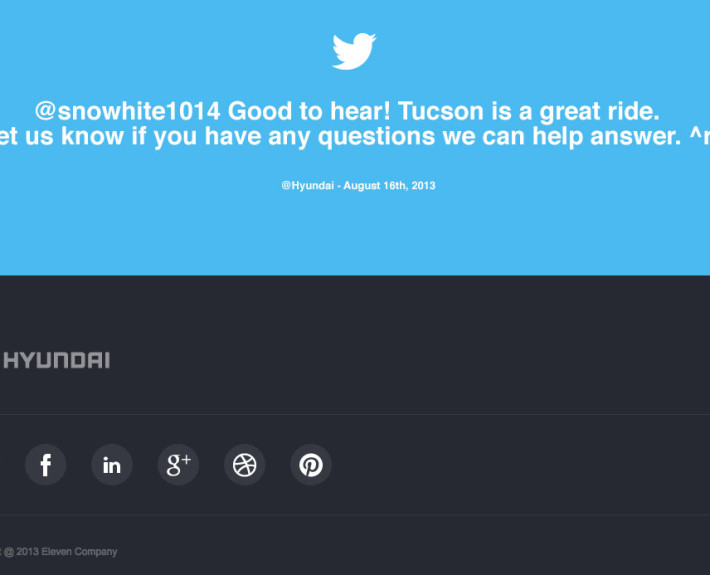 @snowhite1014 Good to hear! Tucson is a great ride.
et us know if you have any questions we can help answer. ^r
@Hyundai - August 16th, 2013
HYUNDAI
f in g+
@ 2013 Eleven Company